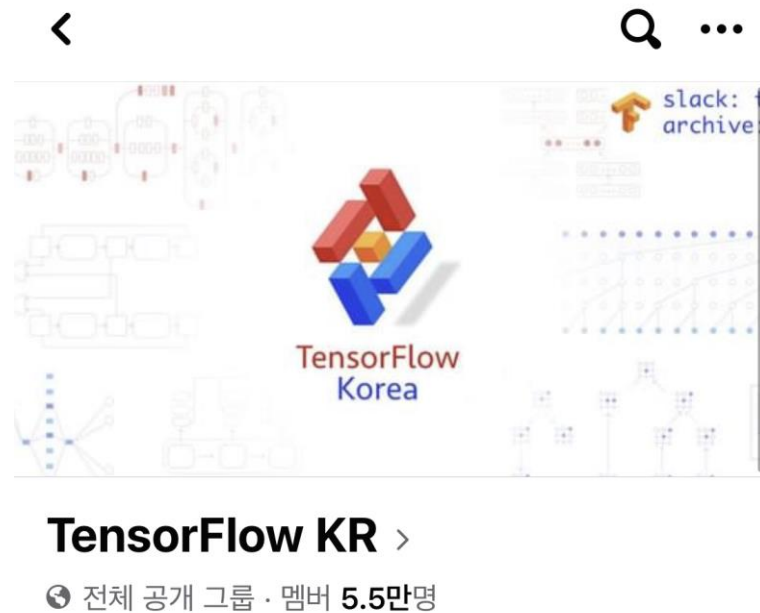 slack:
archive:
TensorFlow
Korea
TensorFlow KR >
전체 공개 그룹 · 멤버 5.5만명